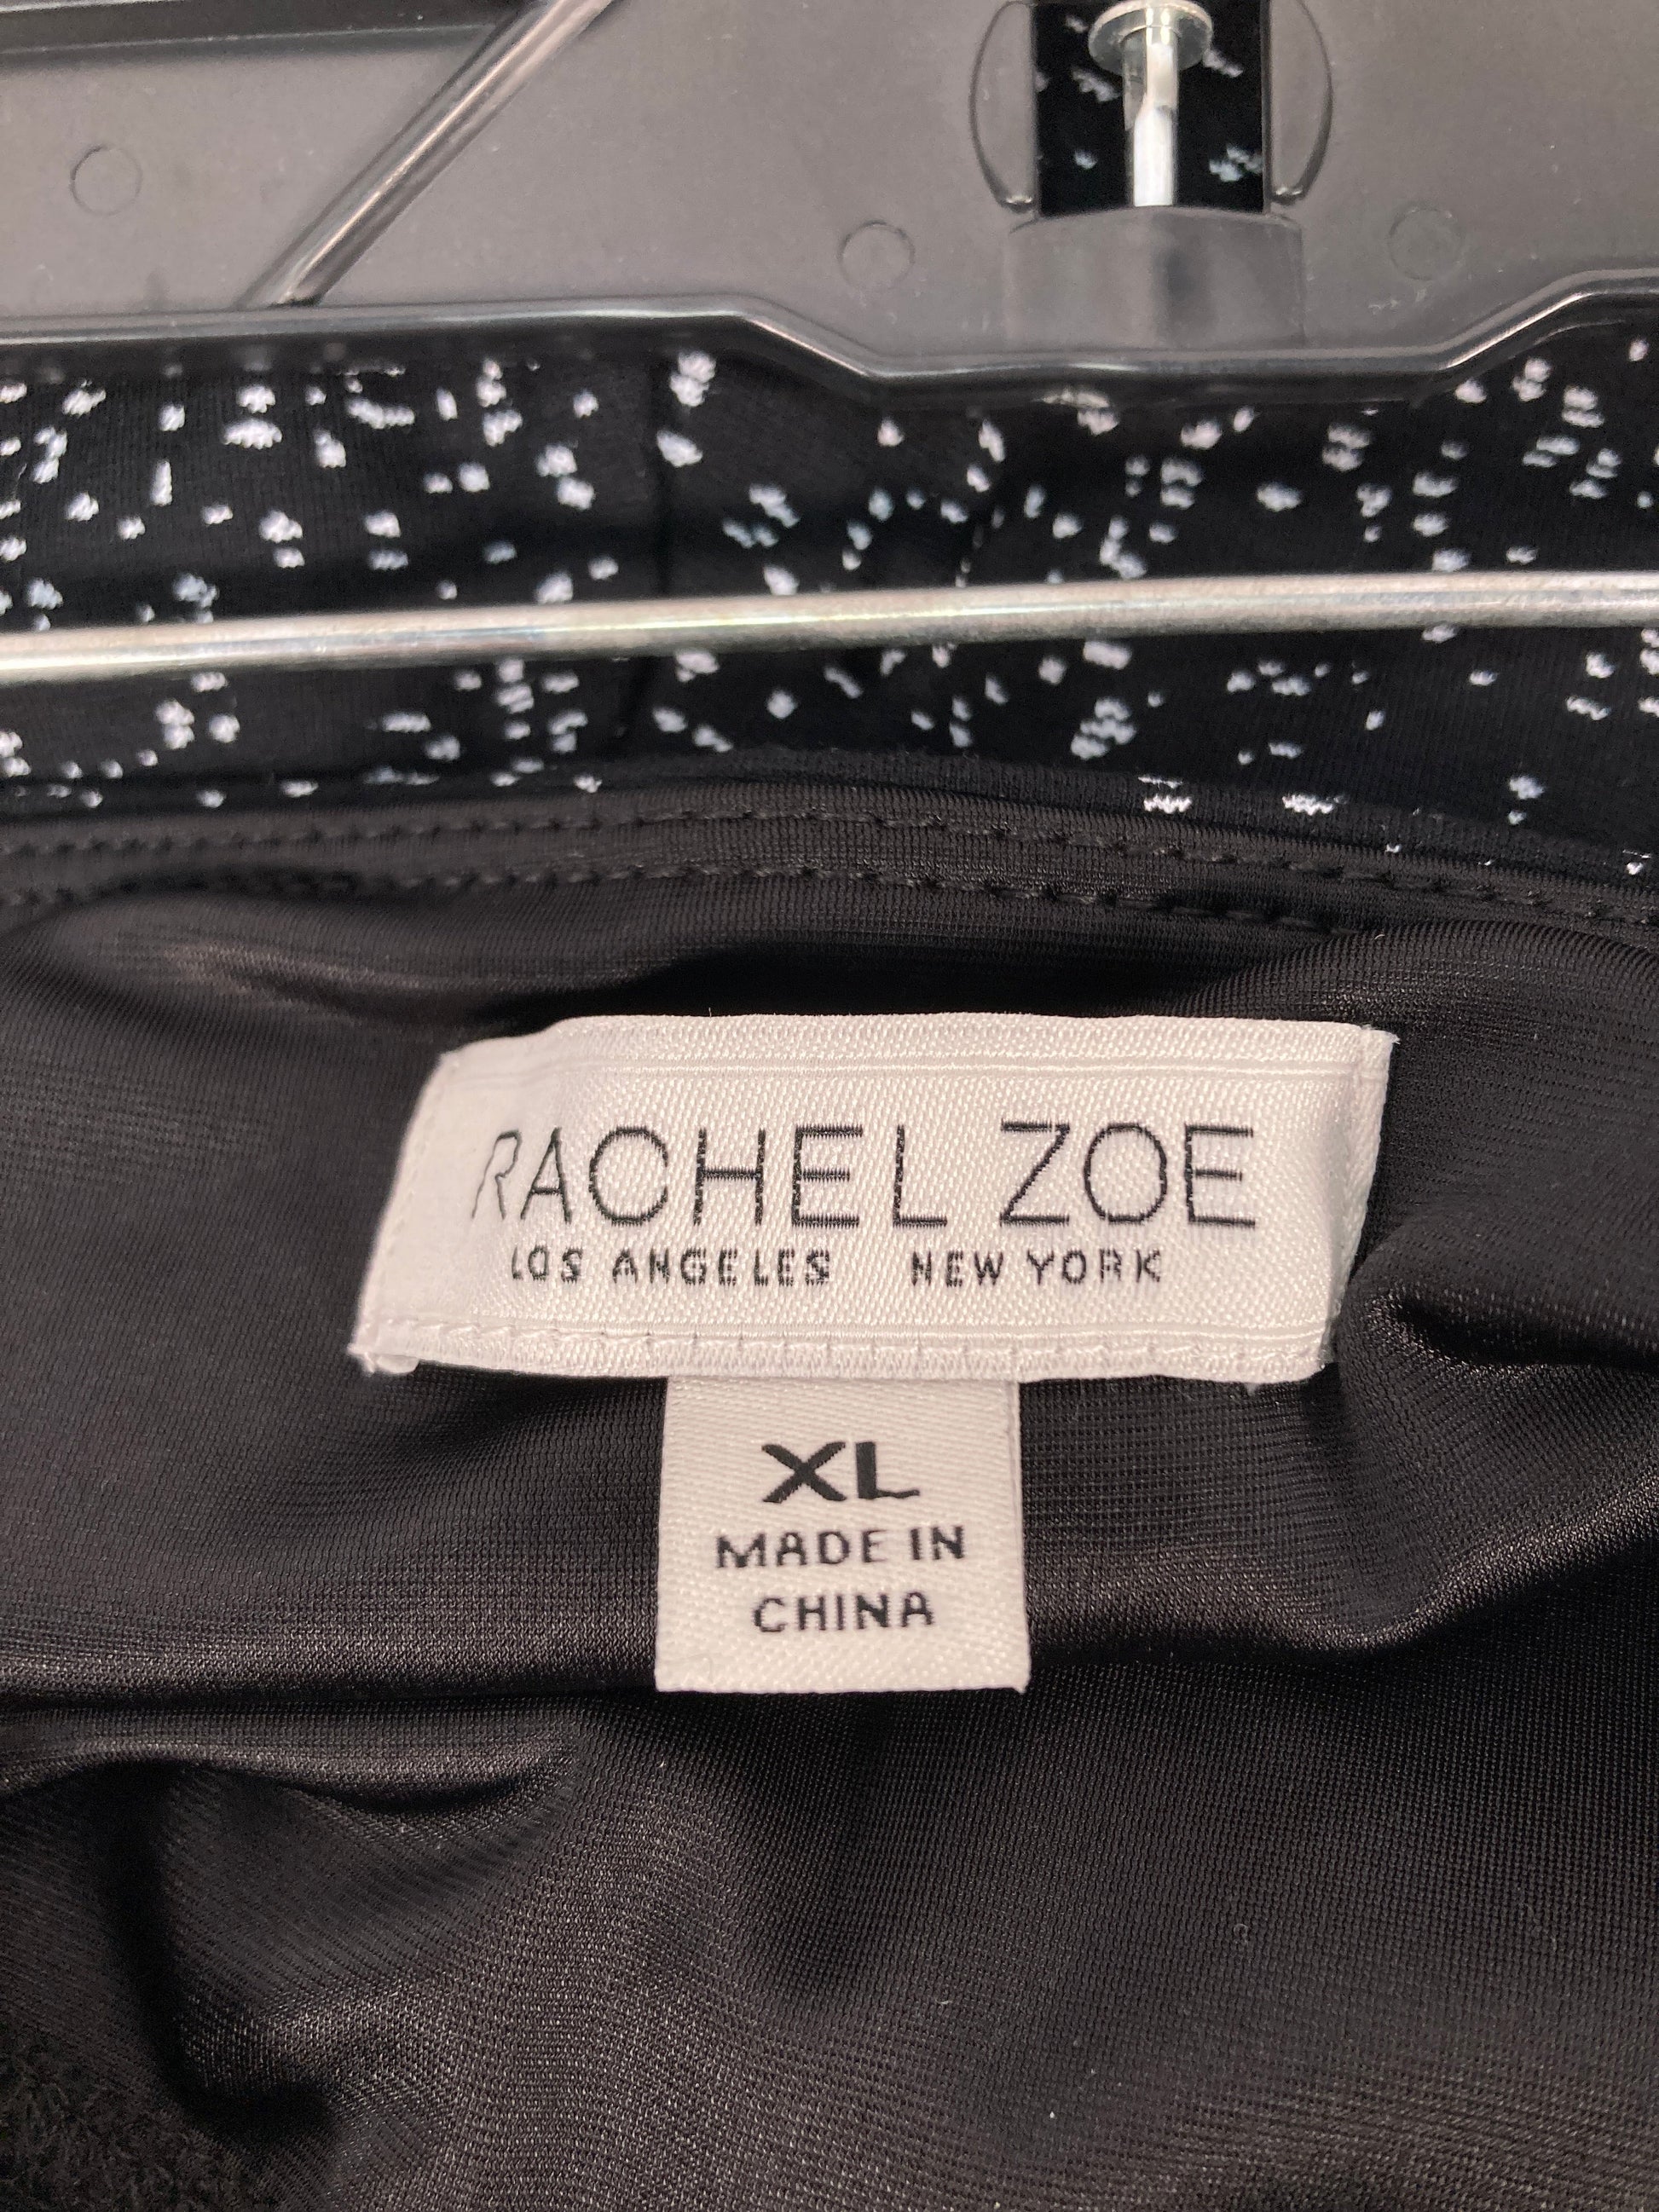 RACHEL ZOE
LOS ANGELES NEW YORK
XL
MADE IN
CHINA